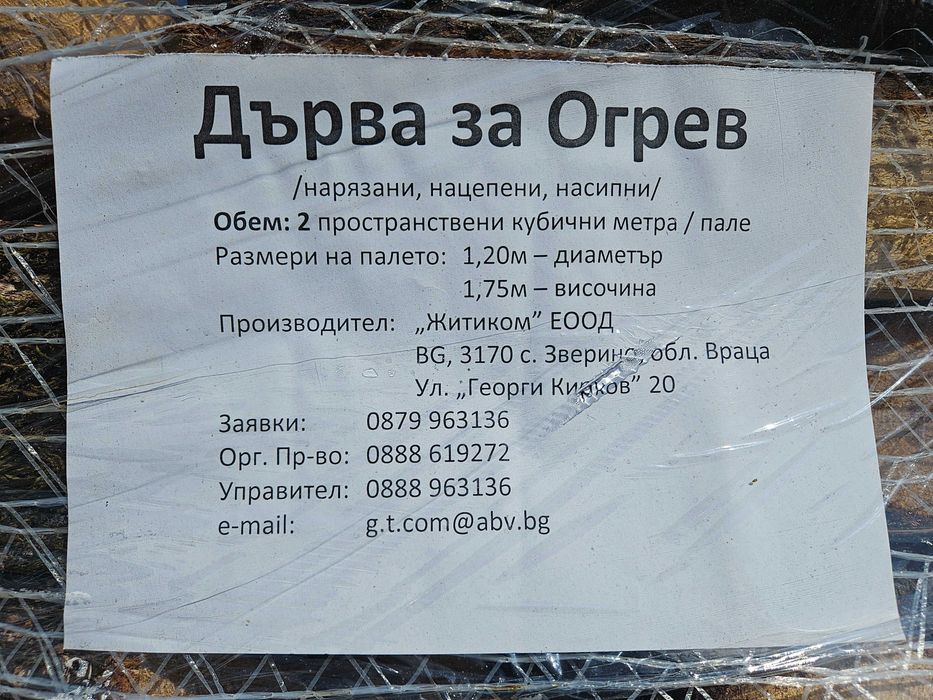 Дърва за Огрев
/нарязани, нацепени, насипни/
Обем: 2 пространствени кубични метра / пале
Размери на палето: 1,20м – диаметър
1,75м – височина
Производител: „Житиком” ЕООД
BG, 3170 с. Зверино, обл. Враца
Ул. „Георги Кирков” 20
Заявки: 0879 963136
Орг. Пр-во: 0888 619272
Управител: 0888 963136
e-mail: g.t.com@abv.bg